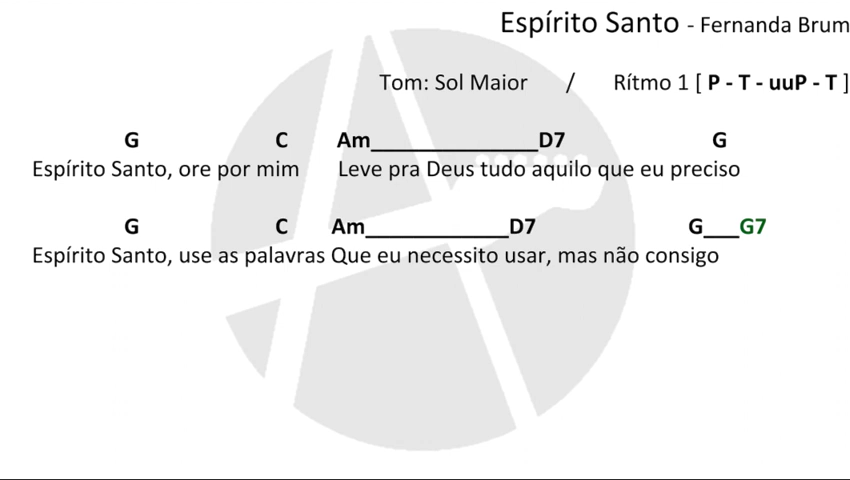 Espírito Santo - Fernanda Brum
Tom: Sol Maior / Rítmo 1 [ P - T - uuP - T ]
G C Am_______________D7 G
Espírito Santo, ore por mim Leve pra Deus tudo aquilo que eu preciso
G C Am_____________D7 G___G7
Espírito Santo, use as palavras Que eu necessito usar, mas não consigo